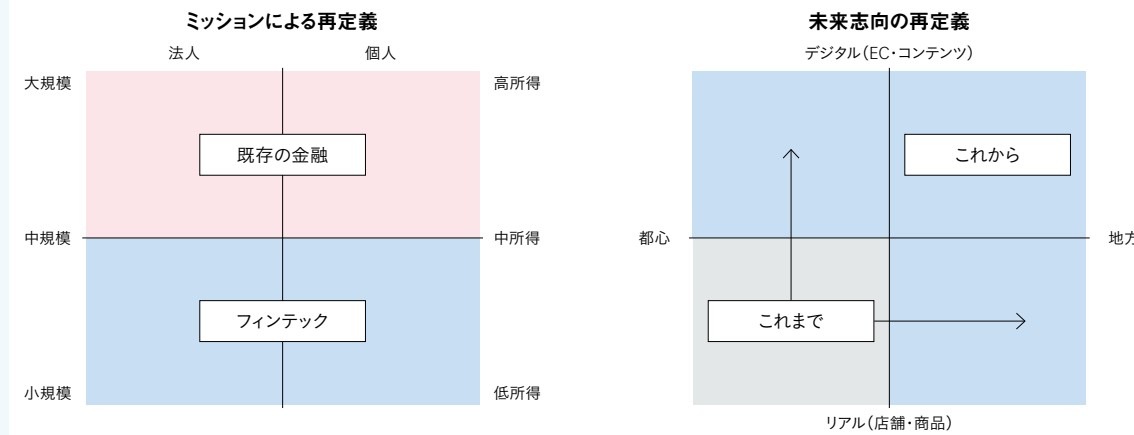 ミッションによる再定義
法人
個人
大規模
高所得
既存の金融
中規模
中所得
フィンテック
小規模
低所得
未来志向の再定義
デジタル(EC・コンテンツ)
これから
都心
地方
これまで
リアル(店舗・商品)